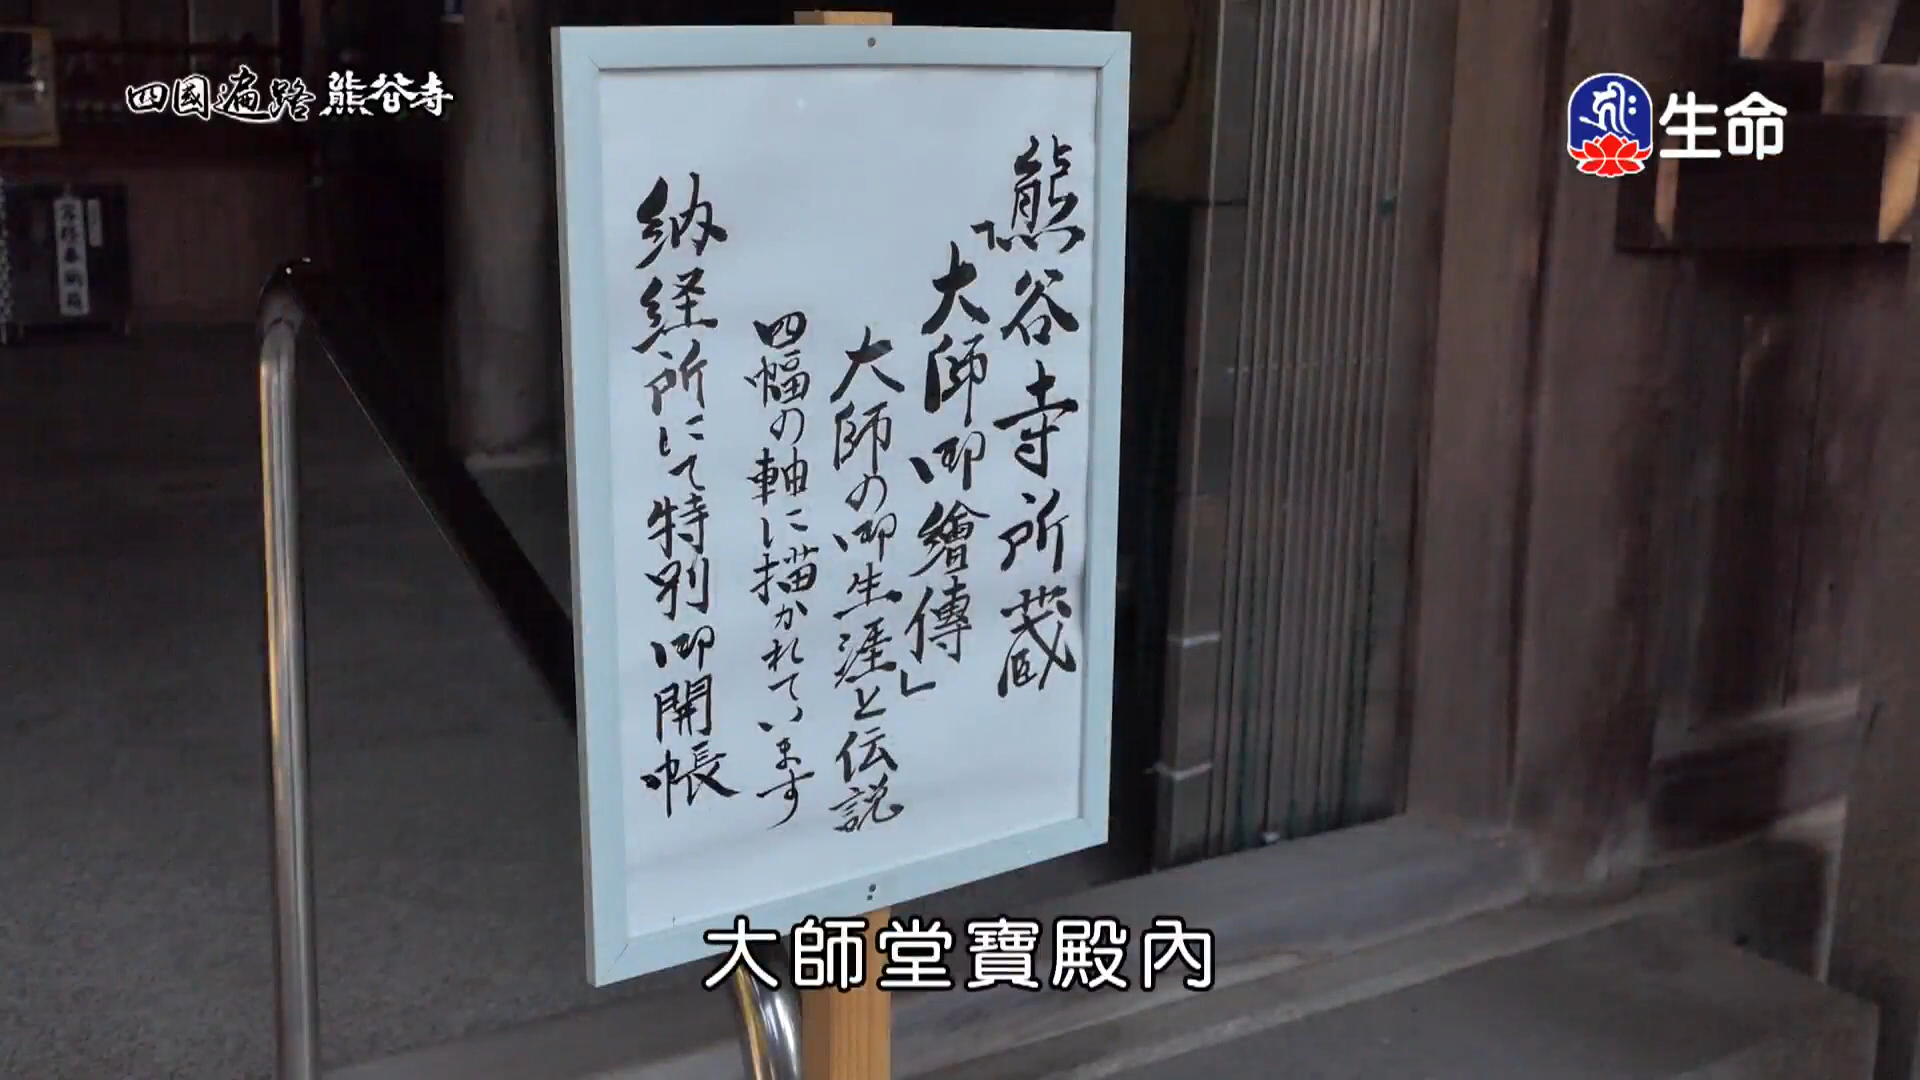 四國遍路 熊谷寺
生命
熊谷寺所蔵
「大師御繪傳」
大師の御生涯と伝説
四幅の軸に描かれています
納経所にて特別御開帳
大師堂寶殿內